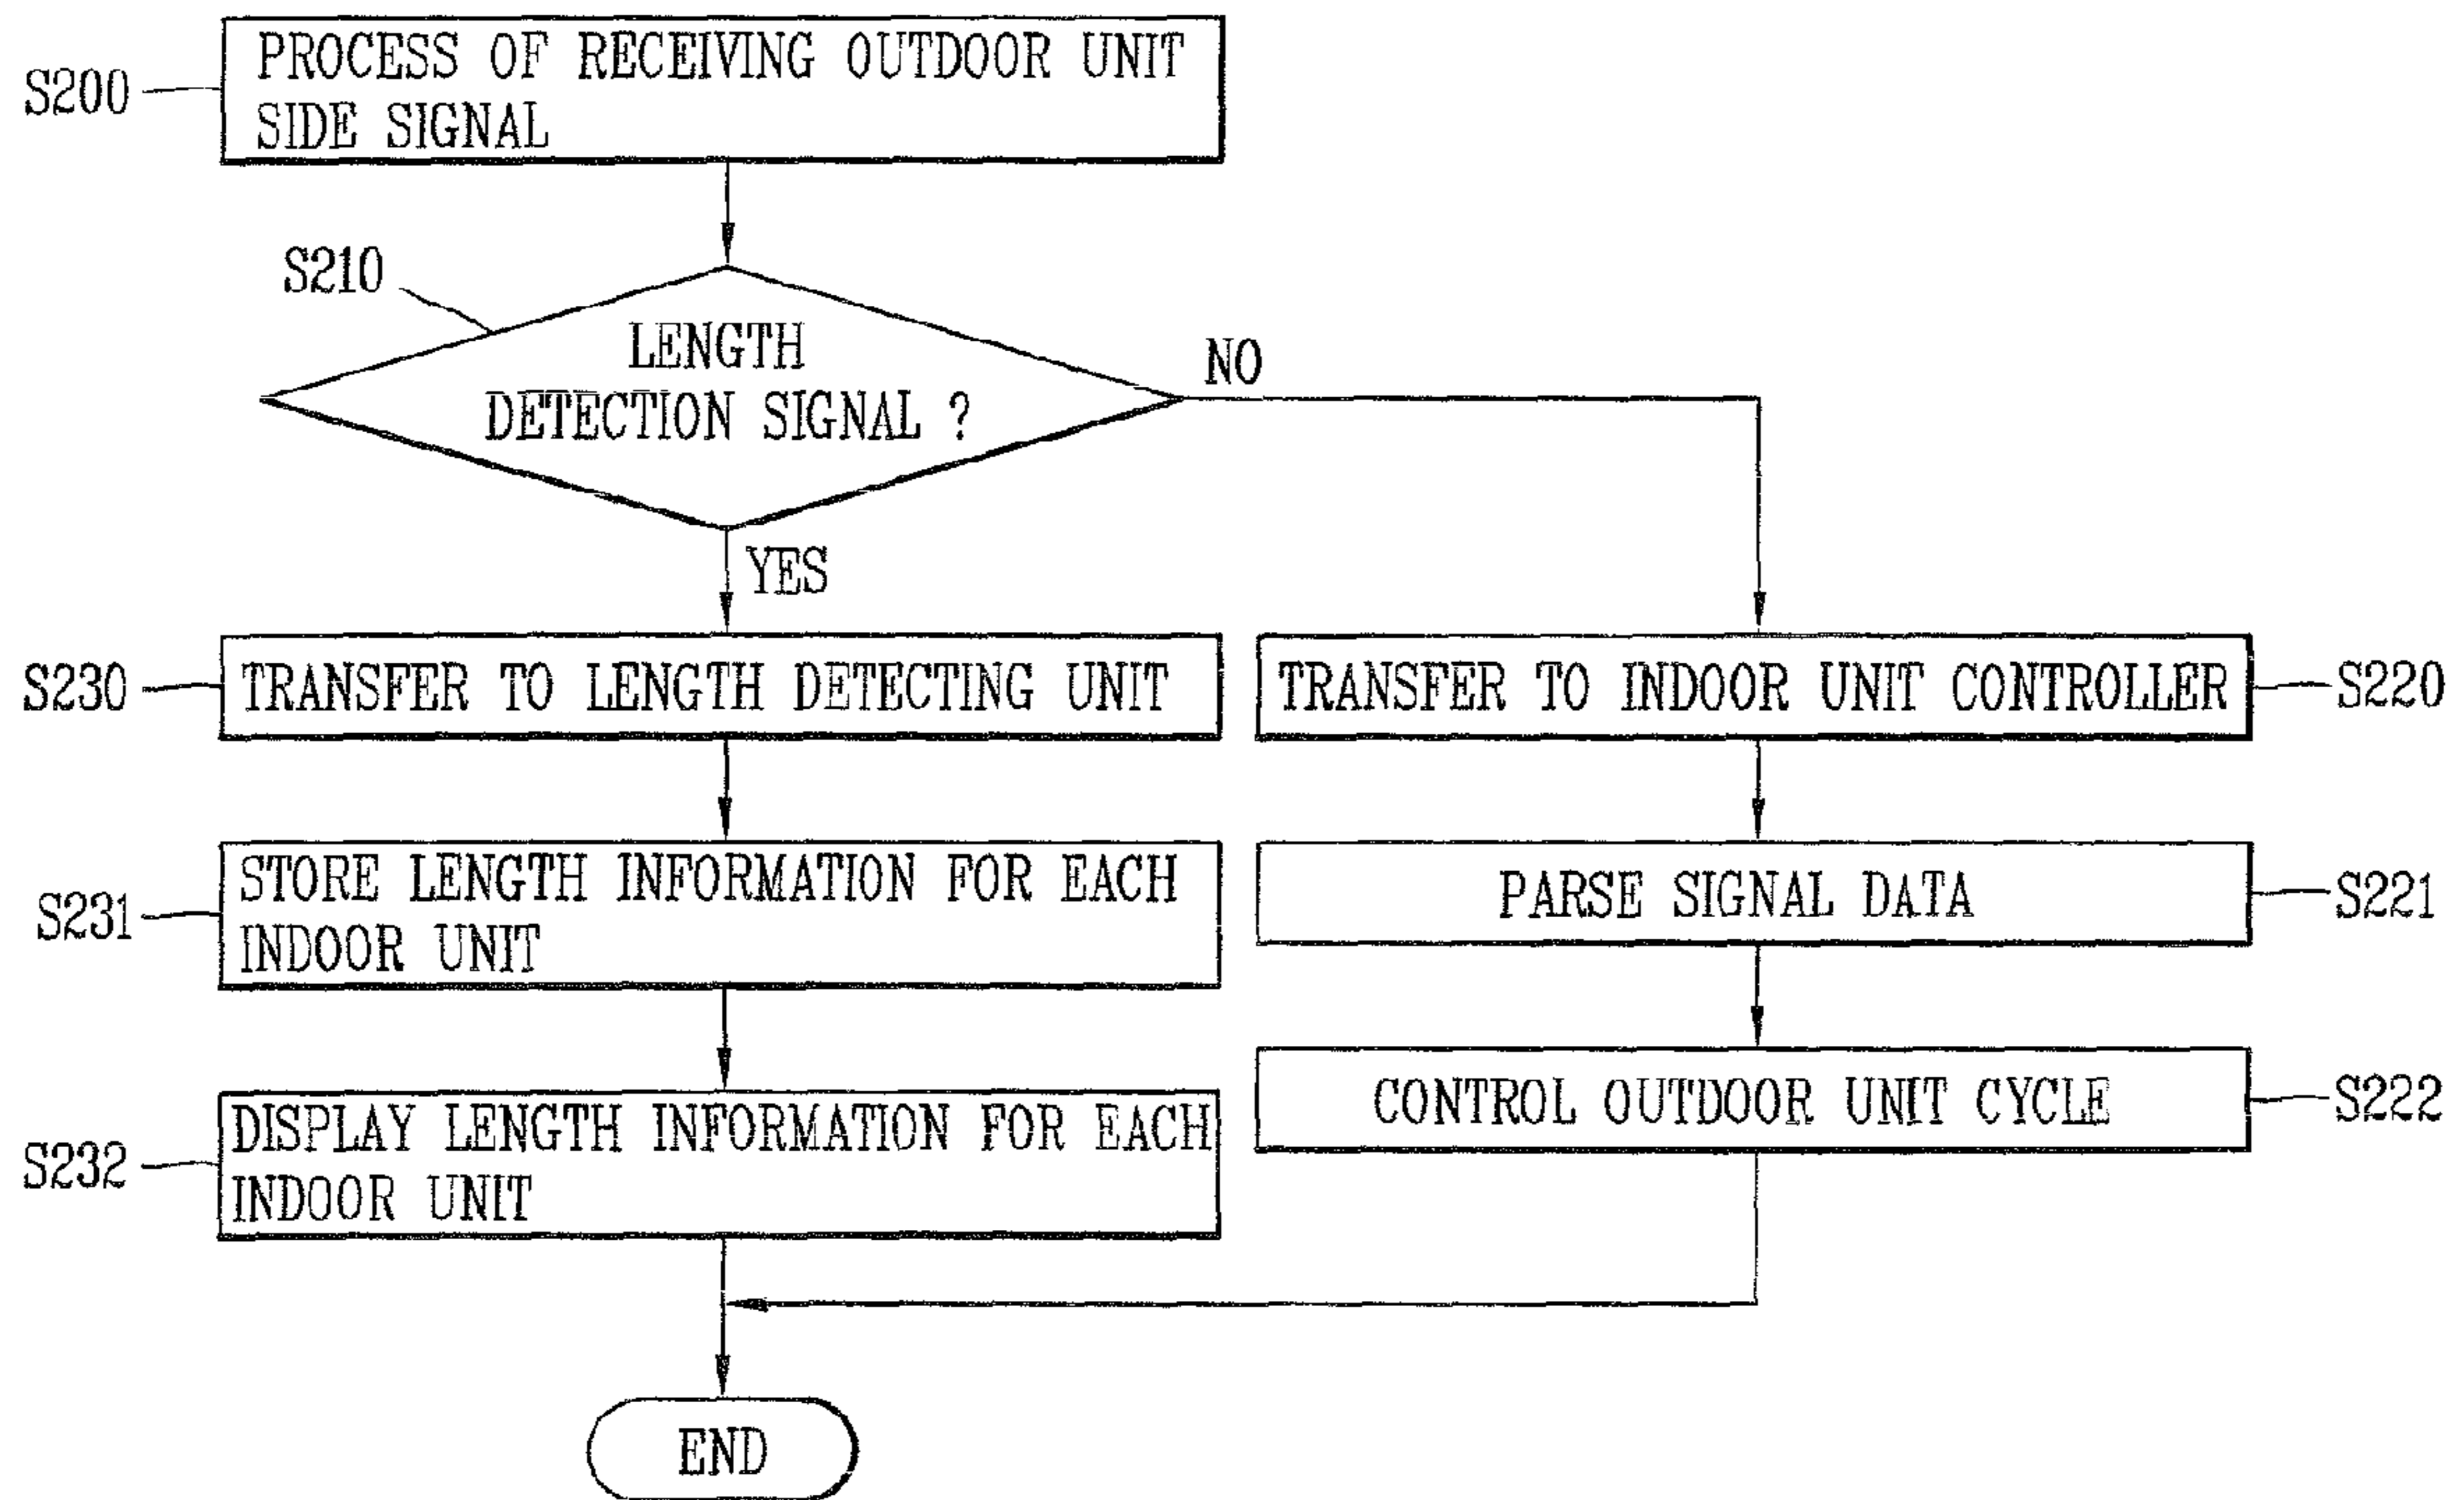 S200
PROCESS OF RECEIVING OUTDOOR UNIT
SIDE SIGNAL
S210
LENGTH
DETECTION SIGNAL ?
NO
YES
S230
TRANSFER TO LENGTH DETECTING UNIT
TRANSFER TO INDOOR UNIT CONTROLLER
S220
S231
STORE LENGTH INFORMATION FOR EACH
INDOOR UNIT
PARSE SIGNAL DATA
S221
S232
DISPLAY LENGTH INFORMATION FOR EACH
INDOOR UNIT
CONTROL OUTDOOR UNIT CYCLE
S222
END